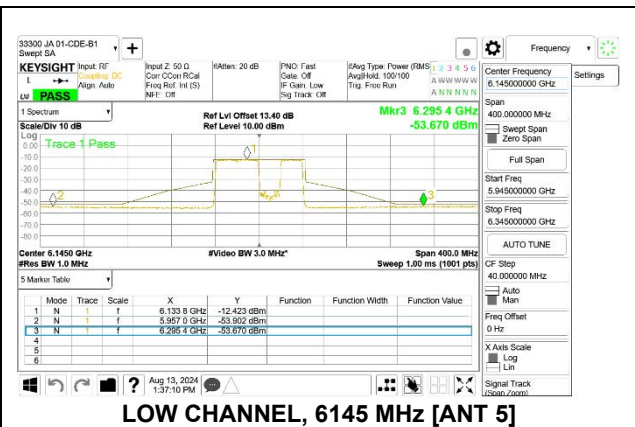 33300 JA 01-CDE-B1
Swept SA
Frequency
Settings
KEYSIGHT
Input: RF
Coupling: DC
Align: Auto
Input Z: 50 Ω
Corr CCorr RCal
Freq Ref: Int (S)
NFE: Off
#Atten: 20 dB
PNO: Fast
Gate: Off
IF Gain: Low
Sig Track: Off
#Avg Type: Power (RMS
Avg|Hold: 100/100
Trig: Free Run
1 2 3 4 5 6
A W W W W W
A N N N N N
L
LXI PASS
1 Spectrum
Scale/Div 10 dB
Log
Ref Lvl Offset 13.40 dB
Ref Level 10.00 dBm
Mkr3 6.295 4 GHz
-53.670 dBm
Trace 1 Pass
0.00
-10.0
-20.0
-30.0
-40.0
-50.0
-60.0
-70.0
-80.0
1
2
3
Center 6.1450 GHz
#Res BW 1.0 MHz
#Video BW 3.0 MHz*
Span 400.0 MHz
Sweep 1.00 ms (1001 pts)
5 Marker Table
Mode Trace Scale X Y Function Function Width Function Value
1 N 1 f 6.133 8 GHz -12.423 dBm
2 N 1 f 5.957 0 GHz -53.902 dBm
3 N 1 f 6.295 4 GHz -53.670 dBm
4
5
6
Aug 13, 2024
1:37:10 PM
Center Frequency
6.145000000 GHz
Span
400.000000 MHz
Swept Span
Zero Span
Full Span
Start Freq
5.945000000 GHz
Stop Freq
6.345000000 GHz
AUTO TUNE
CF Step
40.000000 MHz
Auto
Man
Freq Offset
0 Hz
X Axis Scale
Log
Lin
Signal Track
(Span Zoom)
LOW CHANNEL, 6145 MHz [ANT 5]